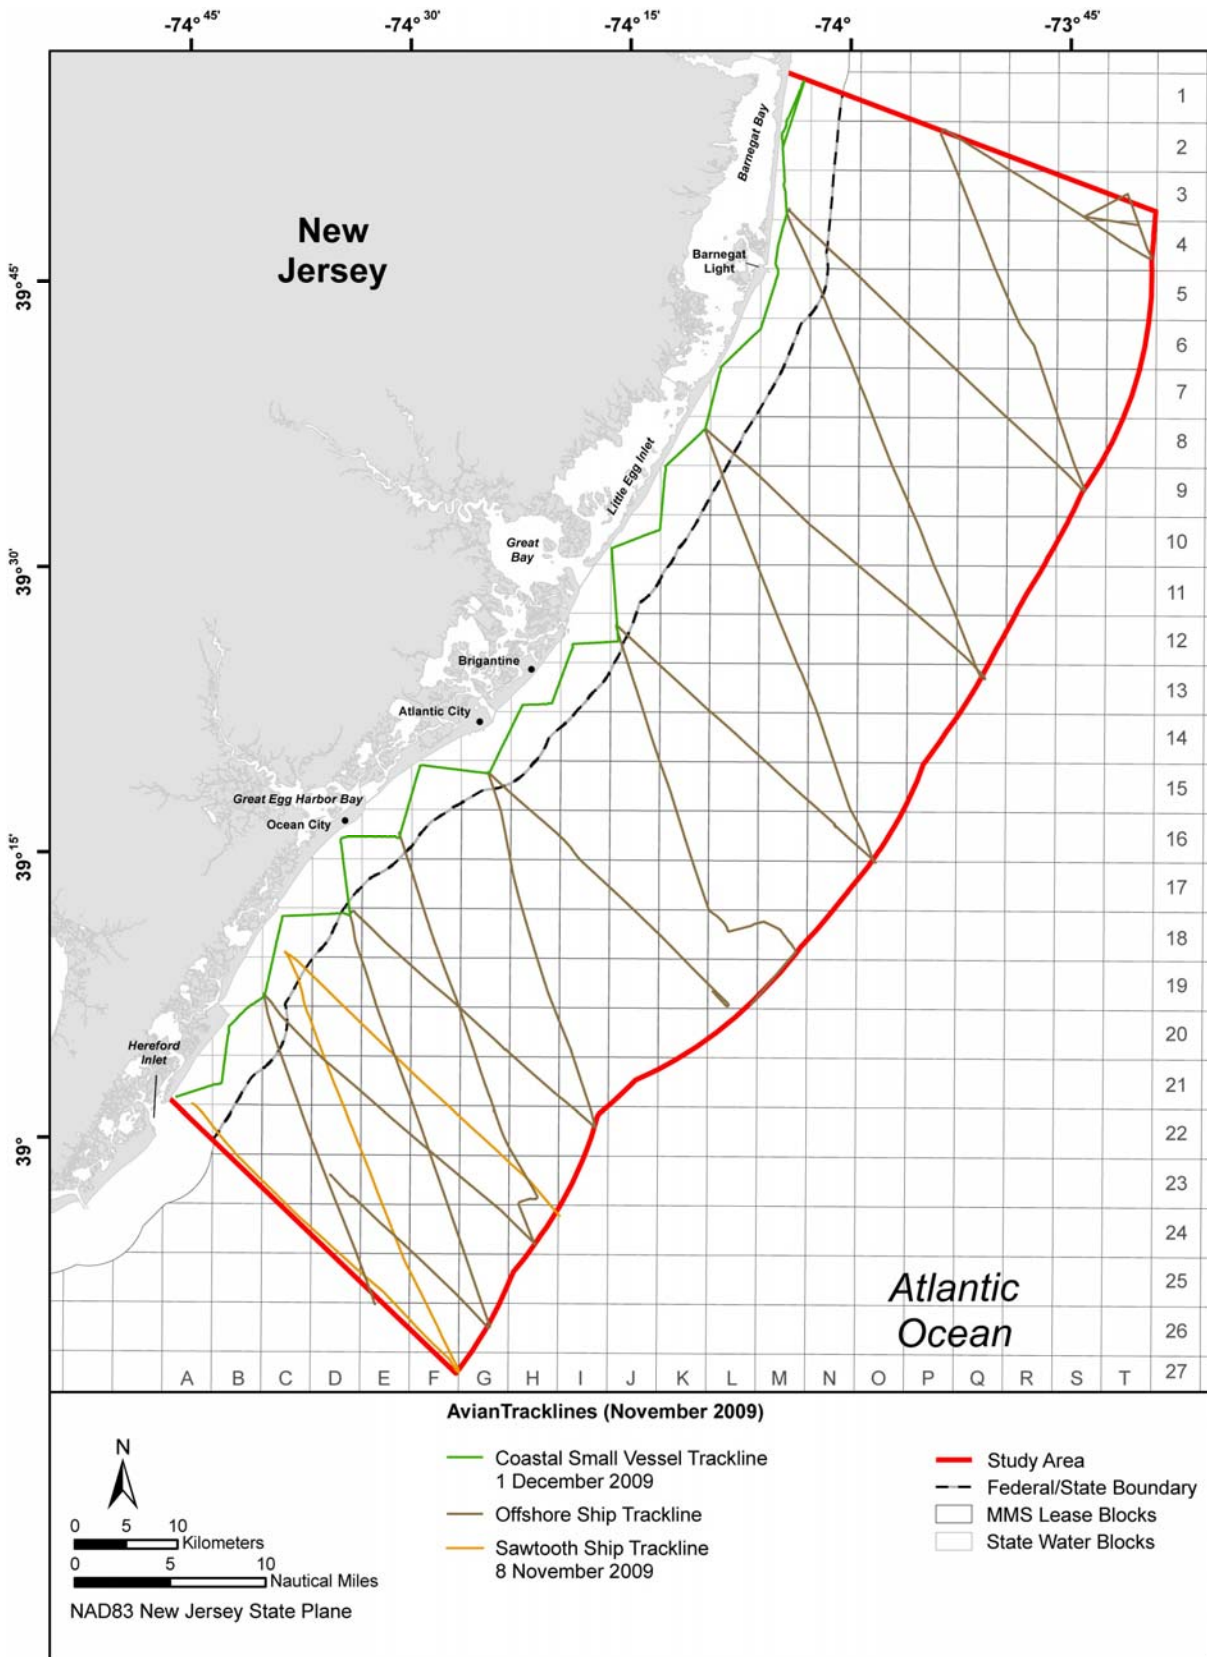 -74° 45'
-74° 30'
-74° 15'
-74°
-73° 45'
39° 45'
39° 30'
39° 15'
39°
New
Jersey
Barnegat Bay
Barnegat
Light
Little Egg Inlet
Great
Bay
Brigantine
Atlantic City
Great Egg Harbor Bay
Ocean City
Hereford
Inlet
Atlantic
Ocean
1
2
3
4
5
6
7
8
9
10
11
12
13
14
15
16
17
18
19
20
21
22
23
24
25
26
27
A B C D E F G H I J K L M N O P Q R S T
AvianTracklines (November 2009)
N
0 5 10
Kilometers
0 5 10
Nautical Miles
NAD83 New Jersey State Plane
Coastal Small Vessel Trackline
1 December 2009
Offshore Ship Trackline
Sawtooth Ship Trackline
8 November 2009
Study Area
Federal/State Boundary
MMS Lease Blocks
State Water Blocks